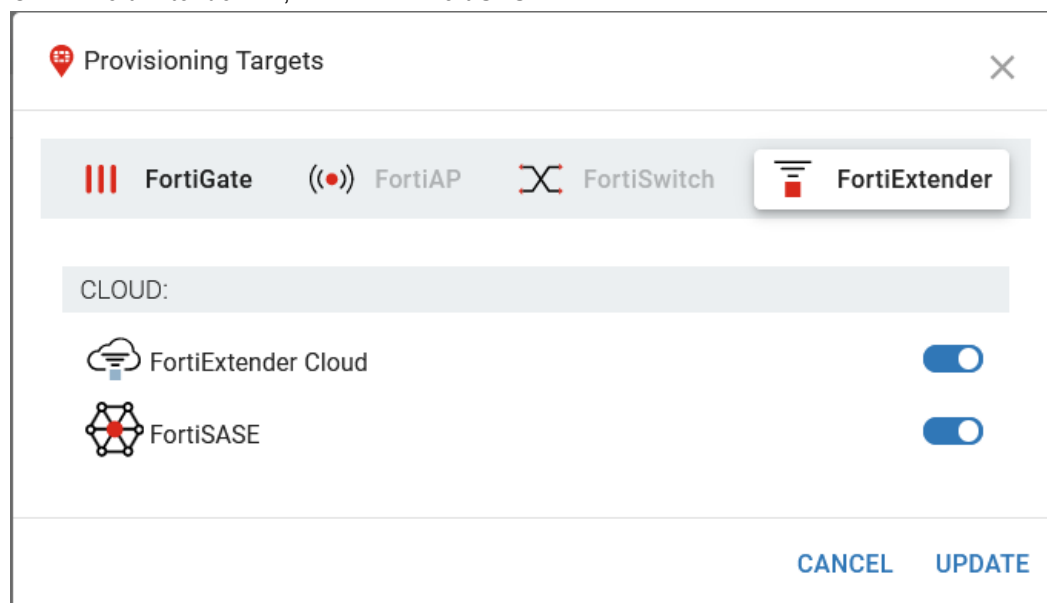 Provisioning Targets
FortiGate FortiAP FortiSwitch FortiExtender
CLOUD:
FortiExtender Cloud
FortiSASE
CANCEL UPDATE